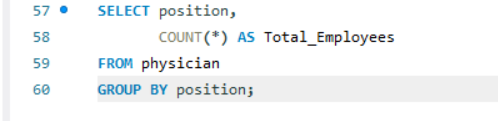 57 SELECT position,
58 COUNT(*) AS Total_Employees
59 FROM physician
60 GROUP BY position;